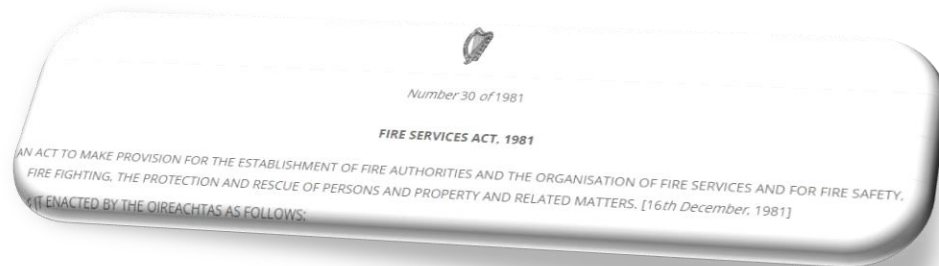 Number 30 of 1981
FIRE SERVICES ACT, 1981
AN ACT TO MAKE PROVISION FOR THE ESTABLISHMENT OF FIRE AUTHORITIES AND THE ORGANISATION OF FIRE SERVICES AND FOR FIRE SAFETY,
FIRE FIGHTING, THE PROTECTION AND RESCUE OF PERSONS AND PROPERTY AND RELATED MATTERS. [16th December, 1981]
IT ENACTED BY THE OIREACHTAS AS FOLLOWS: